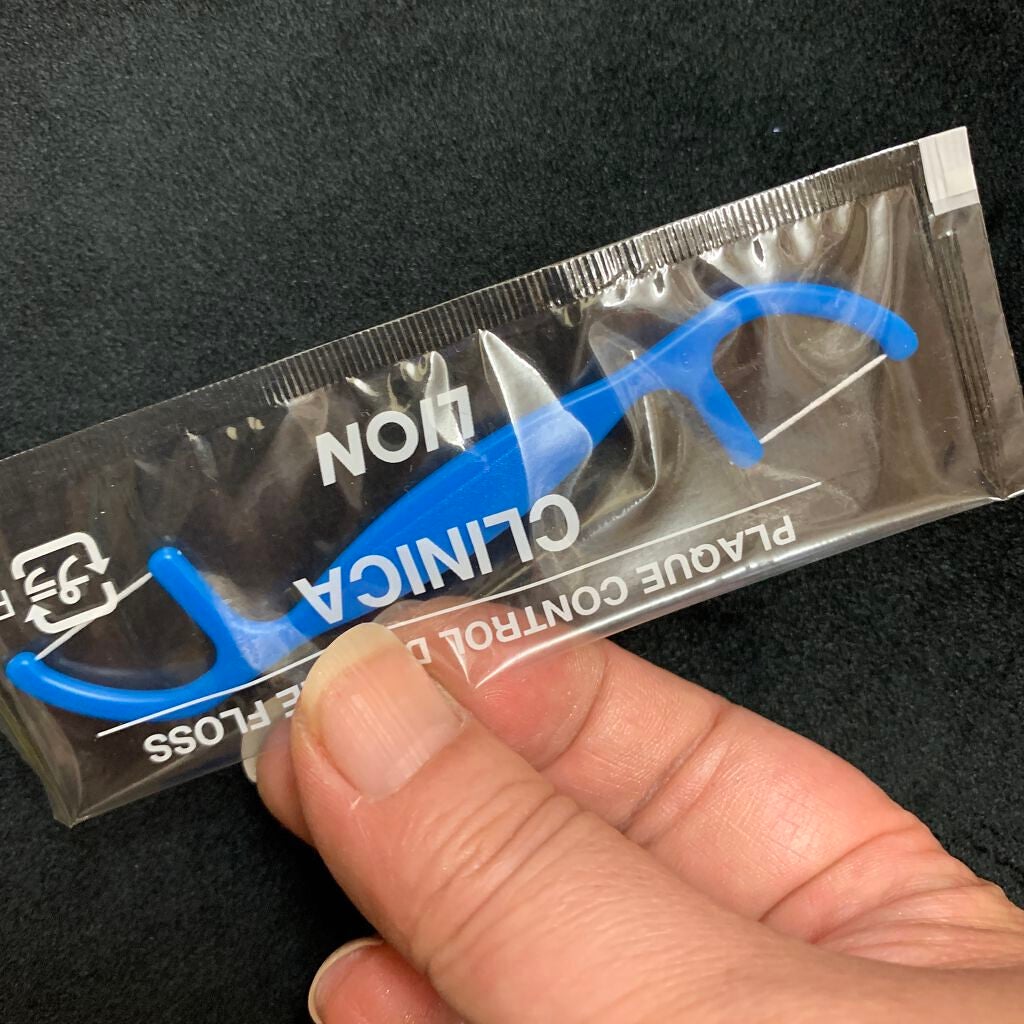 PLAQUE CONTROL FLOSS
CLINICA
LION
プラ